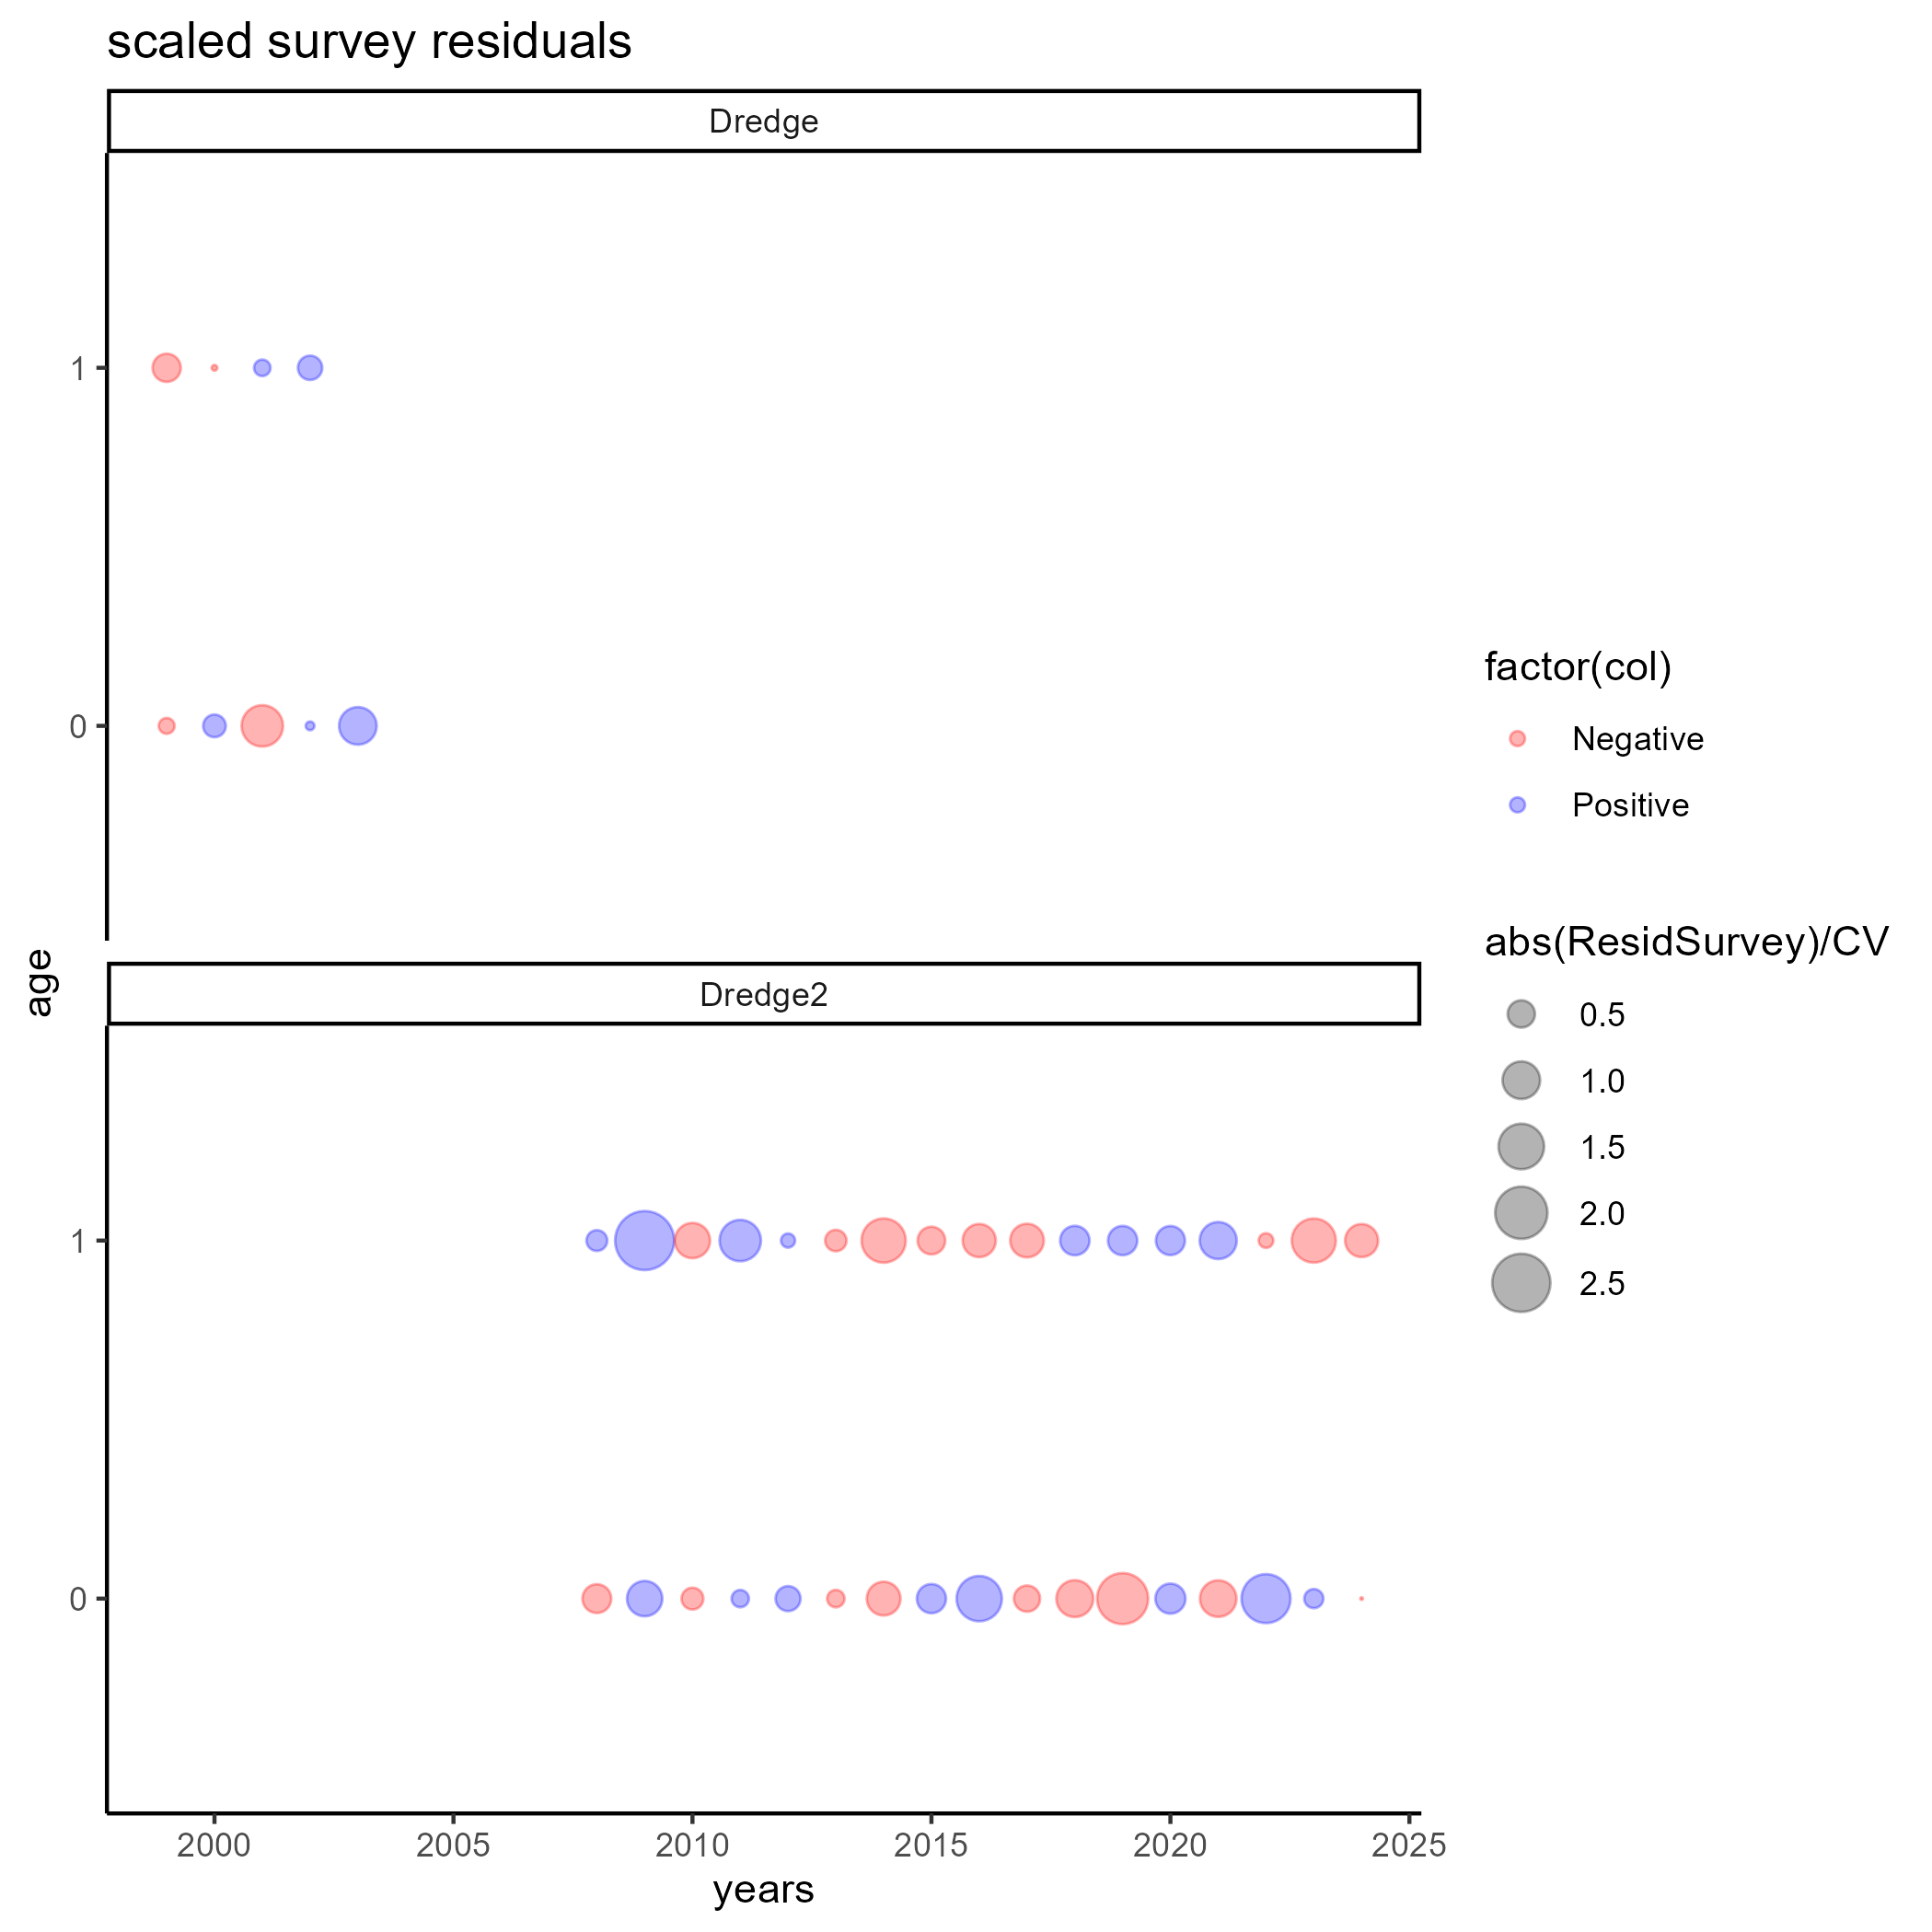 scaled survey residuals
Dredge
1
0
age
Dredge2
1
0
2000 2005 2010 2015 2020 2025
years
factor(col)
Negative
Positive
abs(ResidSurvey)/CV
0.5
1.0
1.5
2.0
2.5